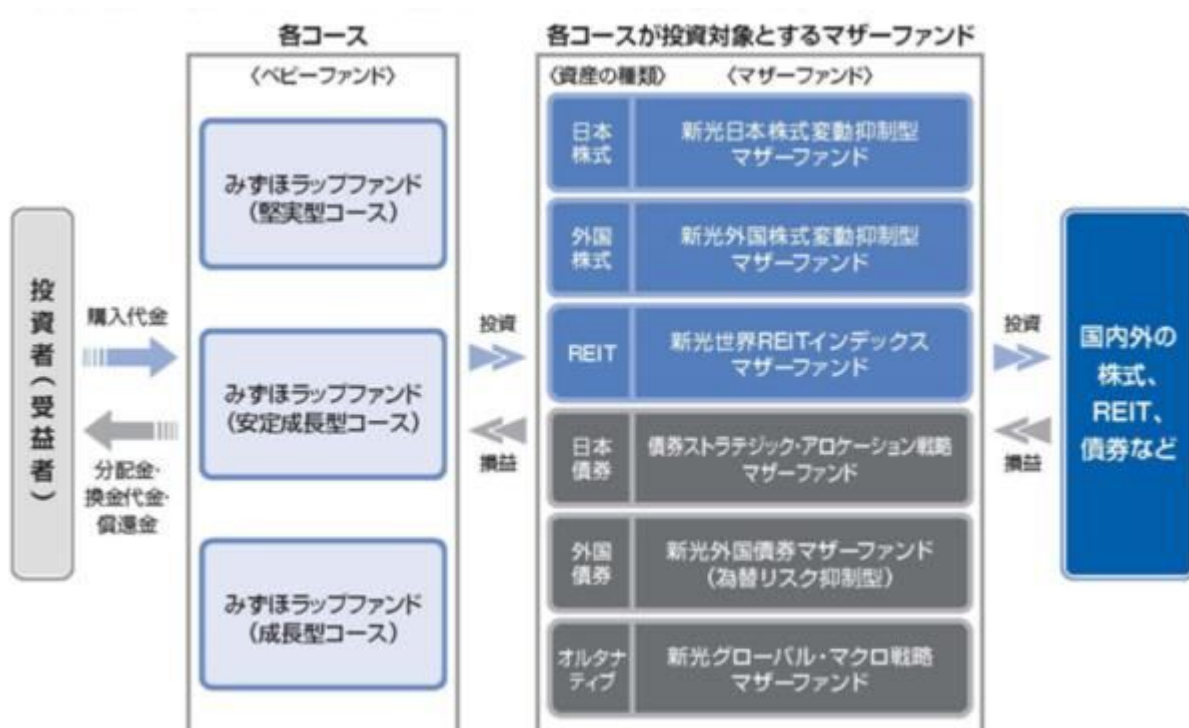 各コース
各コースが投資対象とするマザーファンド
〈ベビーファンド〉
〈資産の種類〉
〈マザーファンド〉
投資者(受益者)
購入代金
分配金・
換金代金・
償還金
みずほラップファンド
(堅実型コース)
みずほラップファンド
(安定成長型コース)
みずほラップファンド
(成長型コース)
投資
損益
日本
株式
新光日本株式変動抑制型
マザーファンド
外国
株式
新光外国株式変動抑制型
マザーファンド
REIT
新光世界REITインデックス
マザーファンド
日本
債券
債券ストラテジック・アロケーション戦略
マザーファンド
外国
債券
新光外国債券マザーファンド
(為替リスク抑制型)
オルタナ
ティブ
新光グローバル・マクロ戦略
マザーファンド
投資
損益
国内外の
株式、
REIT、
債券など